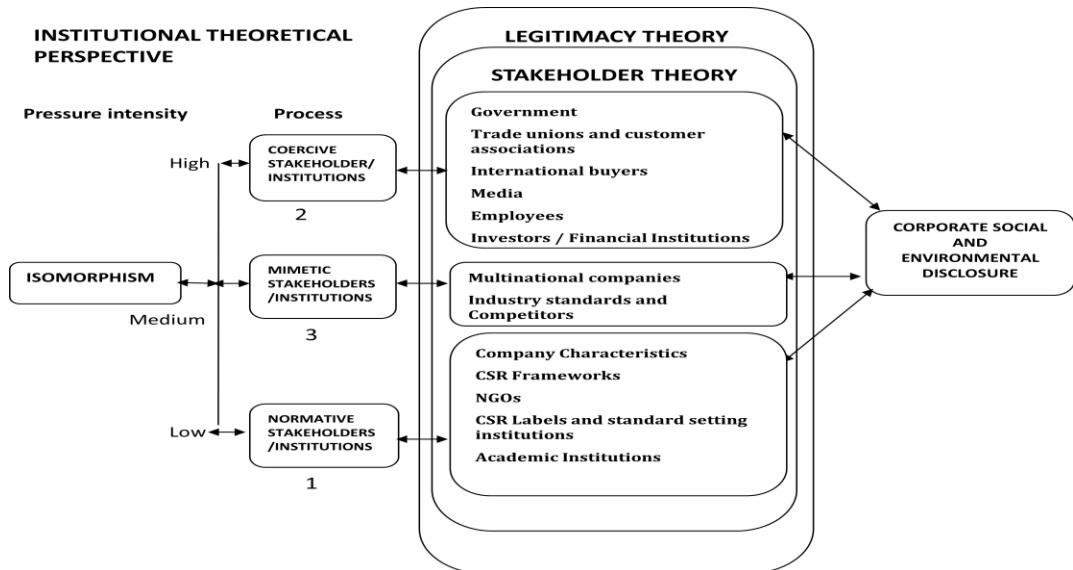 INSTITUTIONAL THEORETICAL
PERSPECTIVE
LEGITIMACY THEORY
STAKEHOLDER THEORY
Pressure intensity
Process
High
COERCIVE
STAKEHOLDER/
INSTITUTIONS
2
Government
Trade unions and customer
associations
International buyers
Media
Employees
Investors / Financial Institutions
CORPORATE SOCIAL
AND
ENVIRONMENTAL
DISCLOSURE
ISOMORPHISM
Medium
MIMETIC
STAKEHOLDERS
/INSTITUTIONS
3
Multinational companies
Industry standards and
Competitors
Low
NORMATIVE
STAKEHOLDERS
/INSTITUTIONS
1
Company Characteristics
CSR Frameworks
NGOs
CSR Labels and standard setting
institutions
Academic Institutions